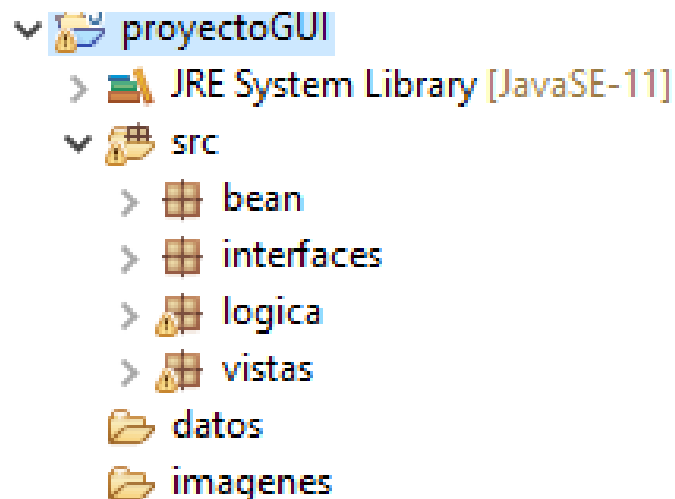 proyectoGUI
JRE System Library [JavaSE-11]
src
bean
interfaces
logica
vistas
datos
imagenes